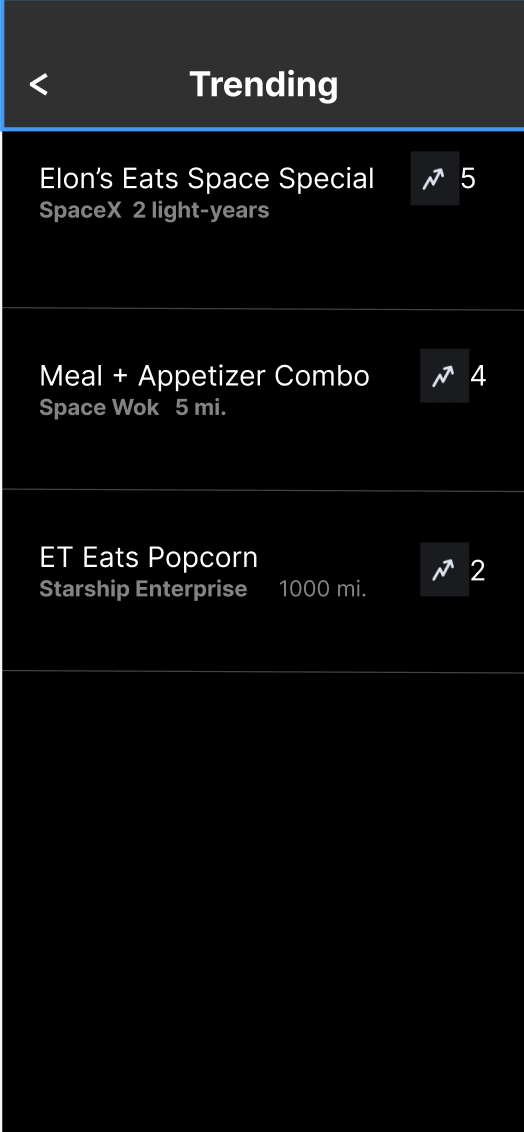 < Trending
Elon’s Eats Space Special 5
SpaceX 2 light-years
Meal + Appetizer Combo 4
Space Wok 5 mi.
ET Eats Popcorn 2
Starship Enterprise 1000 mi.